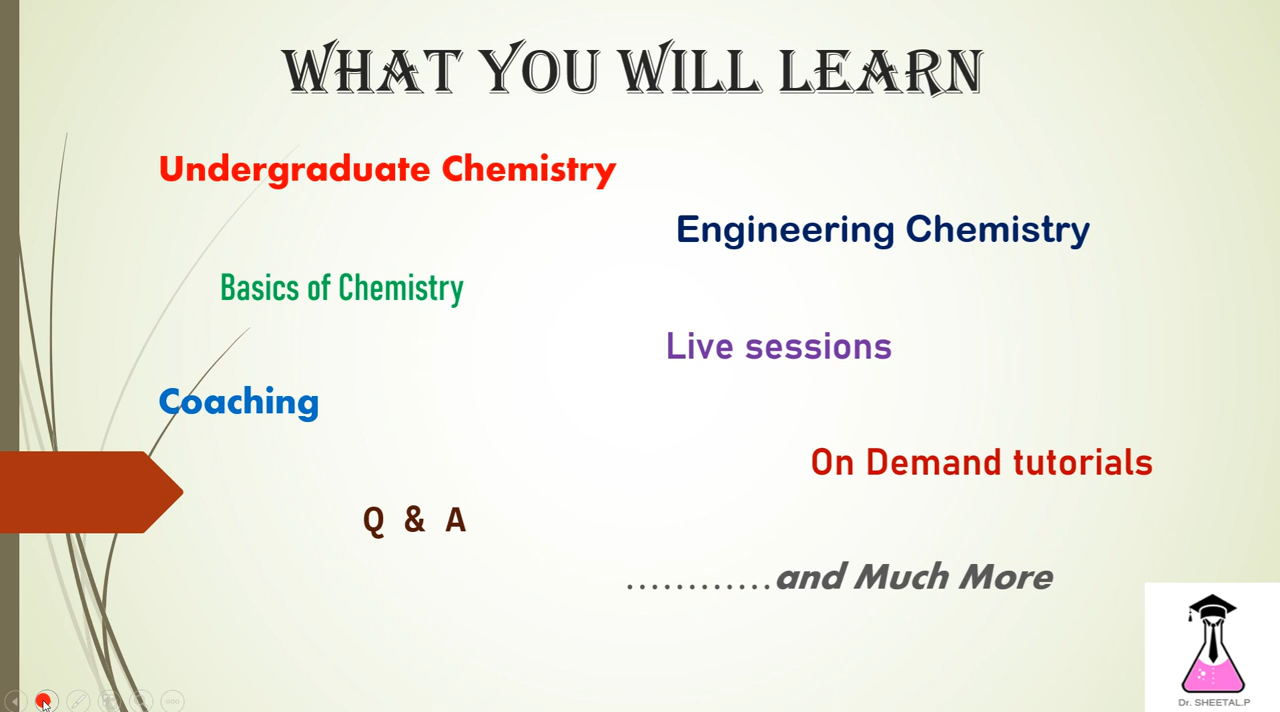 WHAT YOU WILL LEARN
Undergraduate Chemistry
Engineering Chemistry
Basics of Chemistry
Live sessions
Coaching
On Demand tutorials
Q & A
............and Much More
Dr. SHEETAL.P